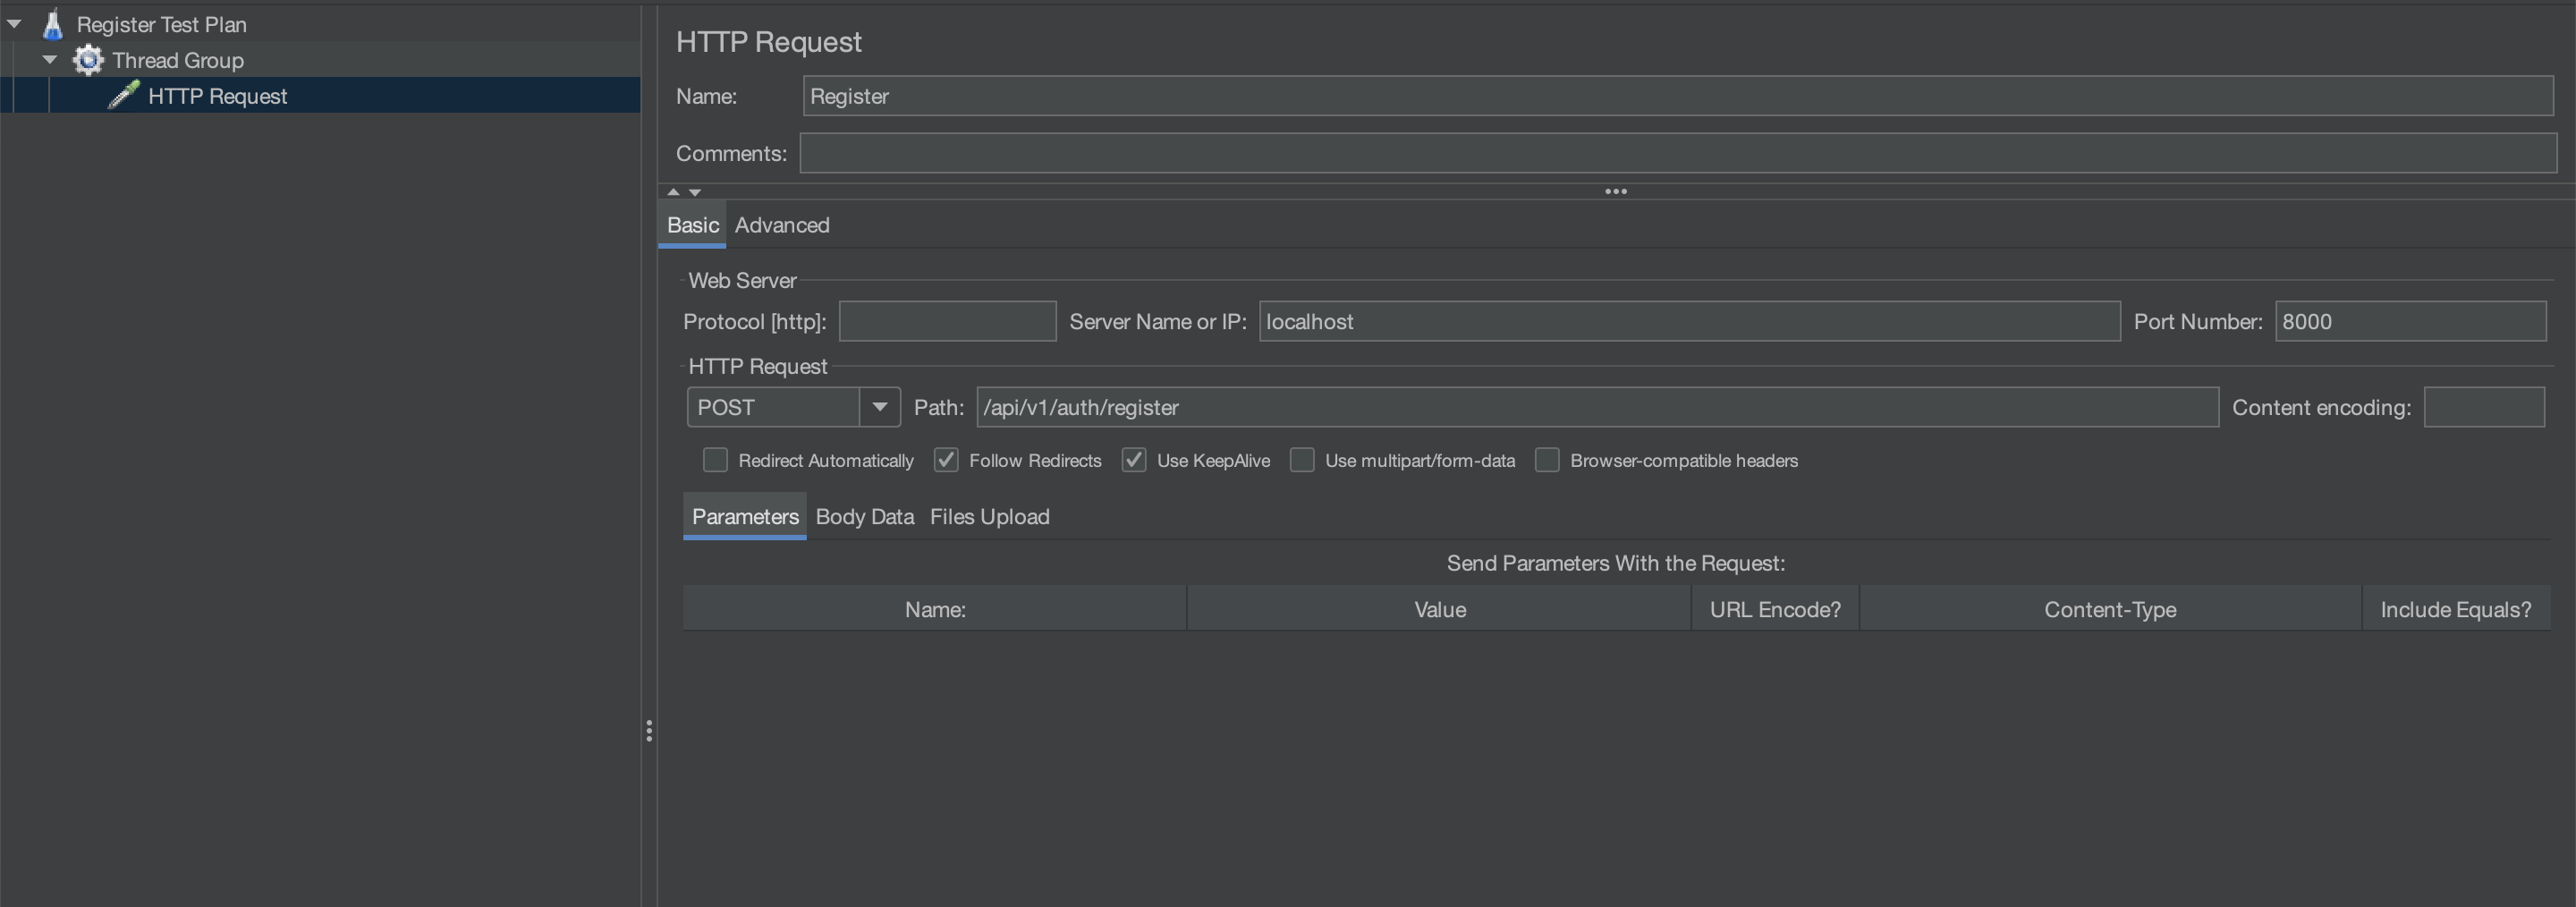 Register Test Plan
Thread Group
HTTP Request
HTTP Request
Name: Register
Comments:
Basic Advanced
Web Server
Protocol [http]: Server Name or IP: localhost Port Number: 8000
HTTP Request
POST Path: /api/v1/auth/register Content encoding:
Redirect Automatically Follow Redirects Use KeepAlive Use multipart/form-data Browser-compatible headers
Parameters Body Data Files Upload
Send Parameters With the Request:
Name: Value URL Encode? Content-Type Include Equals?